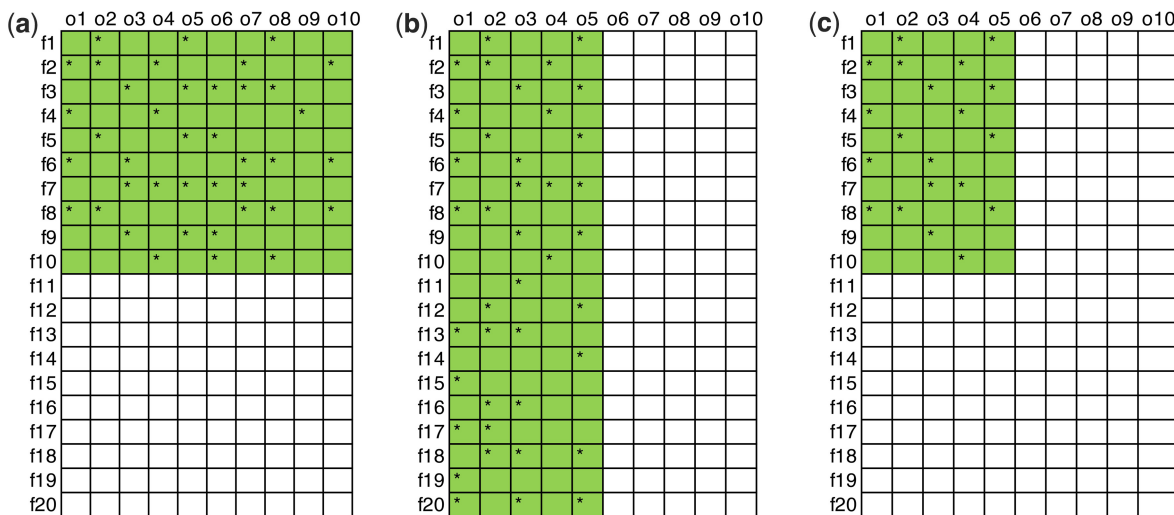 (a) o1 o2 o3 o4 o5 o6 o7 o8 o9 o10
f1 * * *
f2 * * * * *
f3 * * * * *
f4 * * *
f5 * * *
f6 * * * * *
f7 * * * * *
f8 * * * * *
f9 * * *
f10 * * *
f11
f12
f13
f14
f15
f16
f17
f18
f19
f20
(b) o1 o2 o3 o4 o5 o6 o7 o8 o9 o10
f1 * *
f2 * * *
f3 * *
f4 * *
f5 * *
f6 * *
f7 * * *
f8 * *
f9 * *
f10 *
f11 *
f12 * *
f13 * * *
f14 *
f15 *
f16 * *
f17 * *
f18 * * *
f19 *
f20 * * *
(c) o1 o2 o3 o4 o5 o6 o7 o8 o9 o10
f1 * *
f2 * * *
f3 * *
f4 * *
f5 * *
f6 * *
f7 * *
f8 * * *
f9 *
f10 *
f11
f12
f13
f14
f15
f16
f17
f18
f19
f20